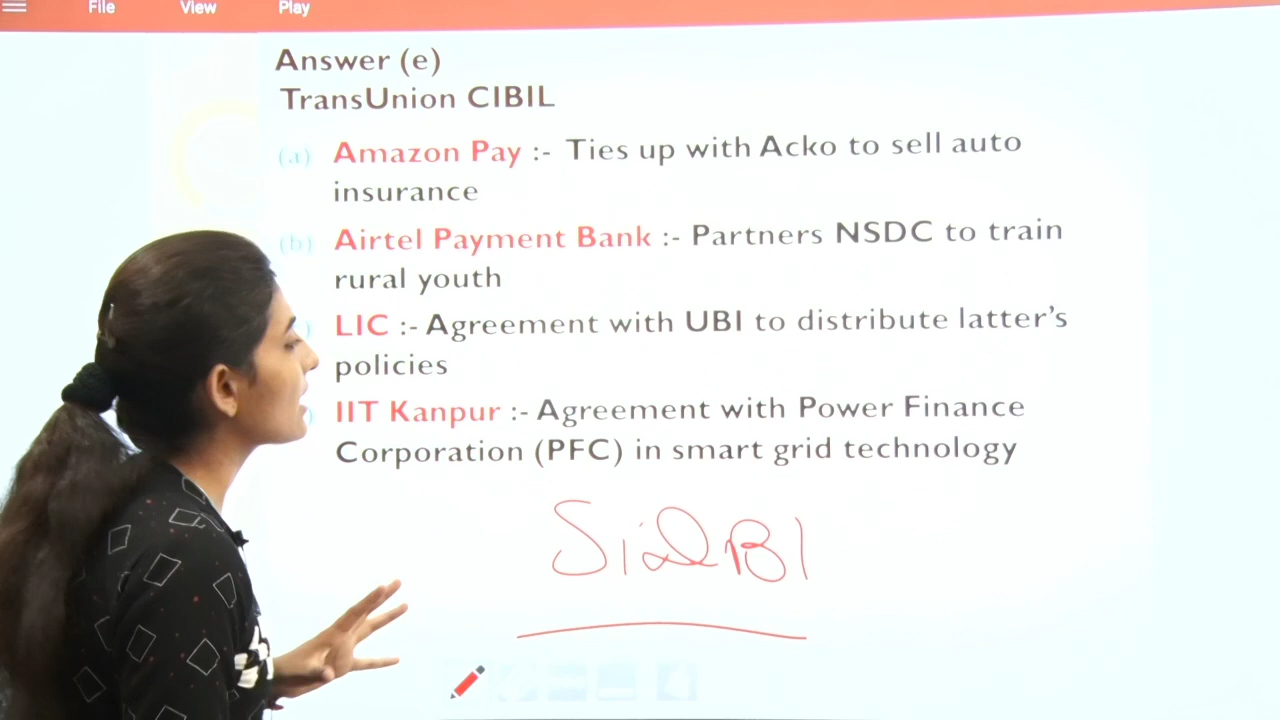 File View Play
Answer (e)
TransUnion CIBIL
(a) Amazon Pay :- Ties up with Acko to sell auto
insurance
(b) Airtel Payment Bank :- Partners NSDC to train
rural youth
LIC :- Agreement with UBI to distribute latter's
policies
IIT Kanpur :- Agreement with Power Finance
Corporation (PFC) in smart grid technology
SiDBI